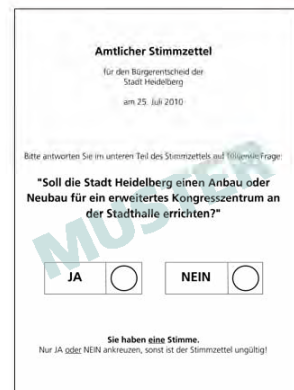 Amtlicher Stimmzettel
für den Bürgerentscheid der
Stadt Heidelberg
am 25. Juli 2010
Bitte antworten Sie im unteren Teil des Stimmzettels auf folgende Frage:
"Soll die Stadt Heidelberg einen Anbau oder
Neubau für ein erweitertes Kongresszentrum an
der Stadthalle errichten?"
MUSTER
JA
NEIN
Sie haben eine Stimme.
Nur JA oder NEIN ankreuzen, sonst ist der Stimmzettel ungültig!